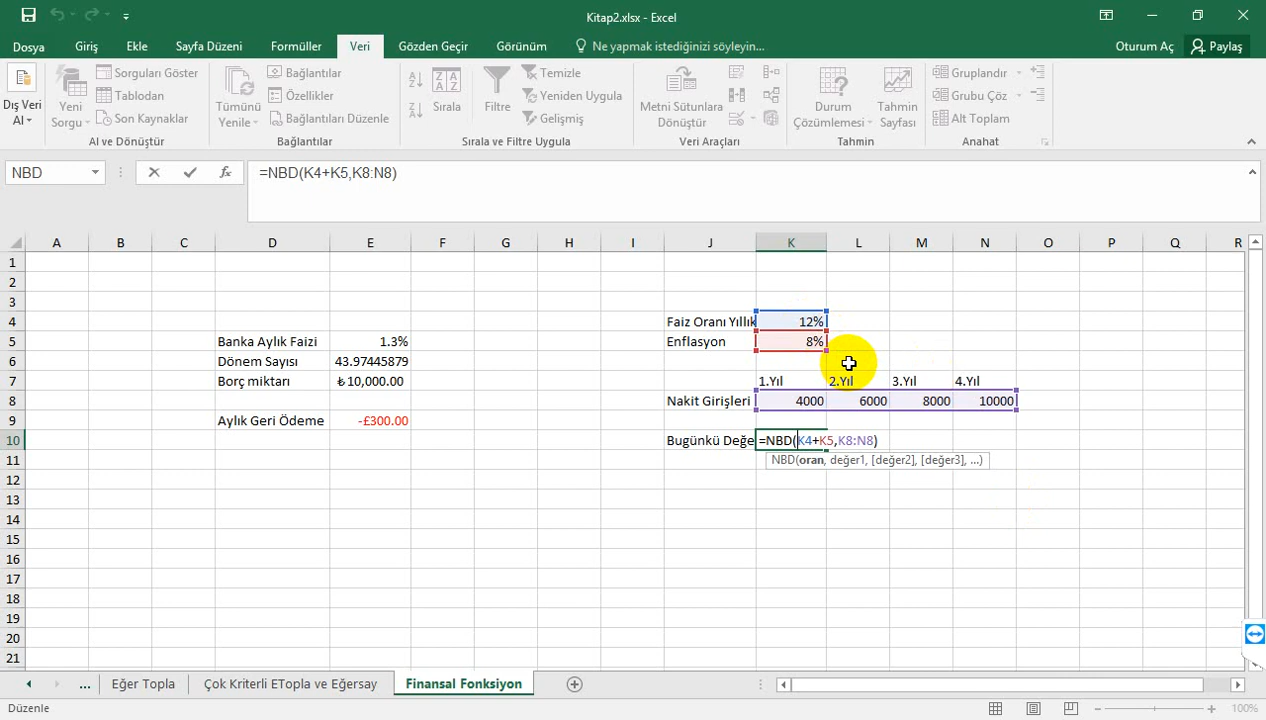 Kitap2.xlsx - Excel
Dosya Giriş Ekle Sayfa Düzeni Formüller Veri Gözden Geçir Görünüm Ne yapmak istediğinizi söyleyin... Oturum Aç Paylaş
Dış Veri Al
Yeni Sorgu
Sorguları Göster
Tablodan
Son Kaynaklar
Al ve Dönüştür
Tümünü Yenile
Bağlantılar
Özellikler
Bağlantıları Düzenle
Bağlantılar
Sırala
Filtre
Temizle
Yeniden Uygula
Gelişmiş
Sırala ve Filtre Uygula
Metni Sütunlara Dönüştür
Veri Araçları
Durum Çözümlemesi
Tahmin Sayfası
Tahmin
Gruplandır
Grubu Çöz
Alt Toplam
Anahat
NBD
fx
=NBD(K4+K5,K8:N8)
A B C D E F G H I J K L M N O P Q R
1
2
3
4 Faiz Oranı Yıllık 12%
5 Banka Aylık Faizi 1.3% Enflasyon 8%
6 Dönem Sayısı 43.97445879
7 Borç miktarı ₺10,000.00 1.Yıl 2.Yıl 3.Yıl 4.Yıl
8 Nakit Girişleri 4000 6000 8000 10000
9 Aylık Geri Ödeme -£300.00
10 Bugünkü Değe =NBD(K4+K5,K8:N8)
11 NBD(oran, değer1, [değer2], [değer3], ...)
12
13
14
15
16
17
18
19
20
21
... Eğer Topla Çok Kriterli ETopla ve Eğersay Finansal Fonksiyon
Düzenle 100%